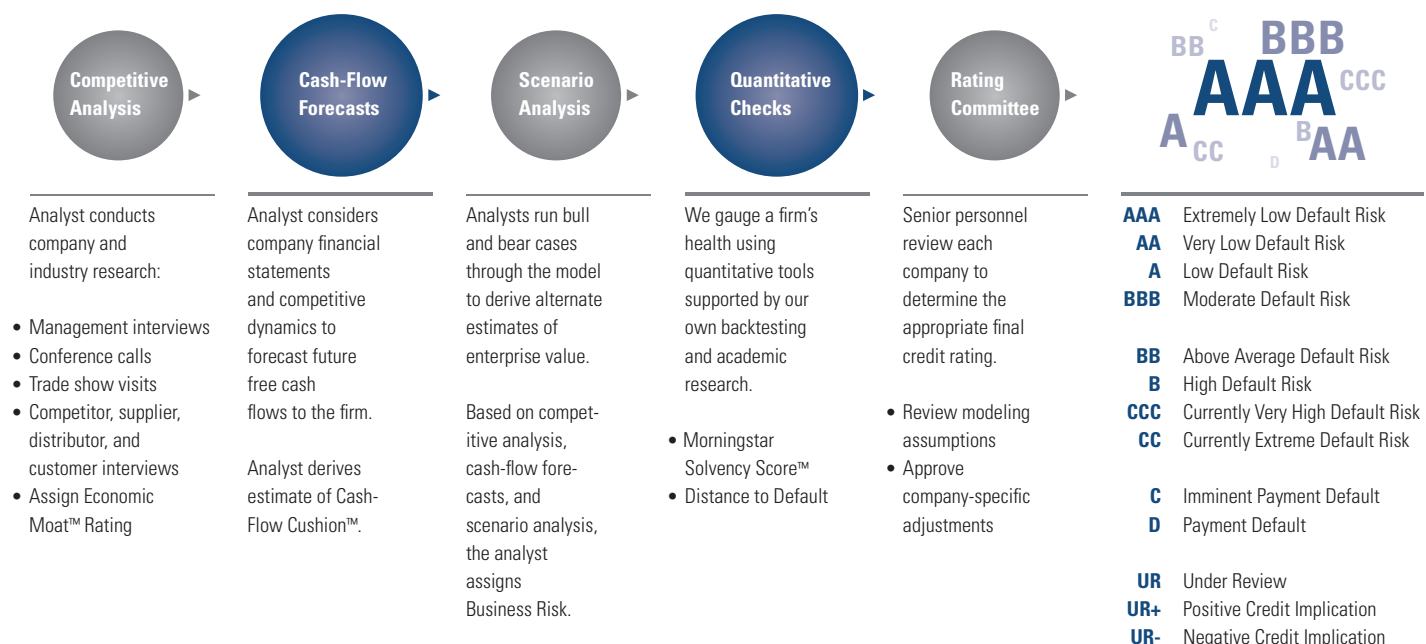 Competitive
Analysis
Cash-Flow
Forecasts
Scenario
Analysis
Quantitative
Checks
Rating
Committee
C
BB
BBB
AAA
CCC
A
CC
B
AA
D
Analyst conducts
company and
industry research:
• Management interviews
• Conference calls
• Trade show visits
• Competitor, supplier,
distributor, and
customer interviews
• Assign Economic
Moat™ Rating
Analyst considers
company financial
statements
and competitive
dynamics to
forecast future
free cash
flows to the firm.
Analyst derives
estimate of Cash-
Flow Cushion™.
Analysts run bull
and bear cases
through the model
to derive alternate
estimates of
enterprise value.
Based on compet-
itive analysis,
cash-flow fore-
casts, and
scenario analysis,
the analyst
assigns
Business Risk.
We gauge a firm's
health using
quantitative tools
supported by our
own backtesting
and academic
research.
• Morningstar
Solvency Score™
• Distance to Default
Senior personnel
review each
company to
determine the
appropriate final
credit rating.
• Review modeling
assumptions
• Approve
company-specific
adjustments
AAA Extremely Low Default Risk
AA Very Low Default Risk
A Low Default Risk
BBB Moderate Default Risk
BB Above Average Default Risk
B High Default Risk
CCC Currently Very High Default Risk
CC Currently Extreme Default Risk
C Imminent Payment Default
D Payment Default
UR Under Review
UR+ Positive Credit Implication
UR- Negative Credit Implication